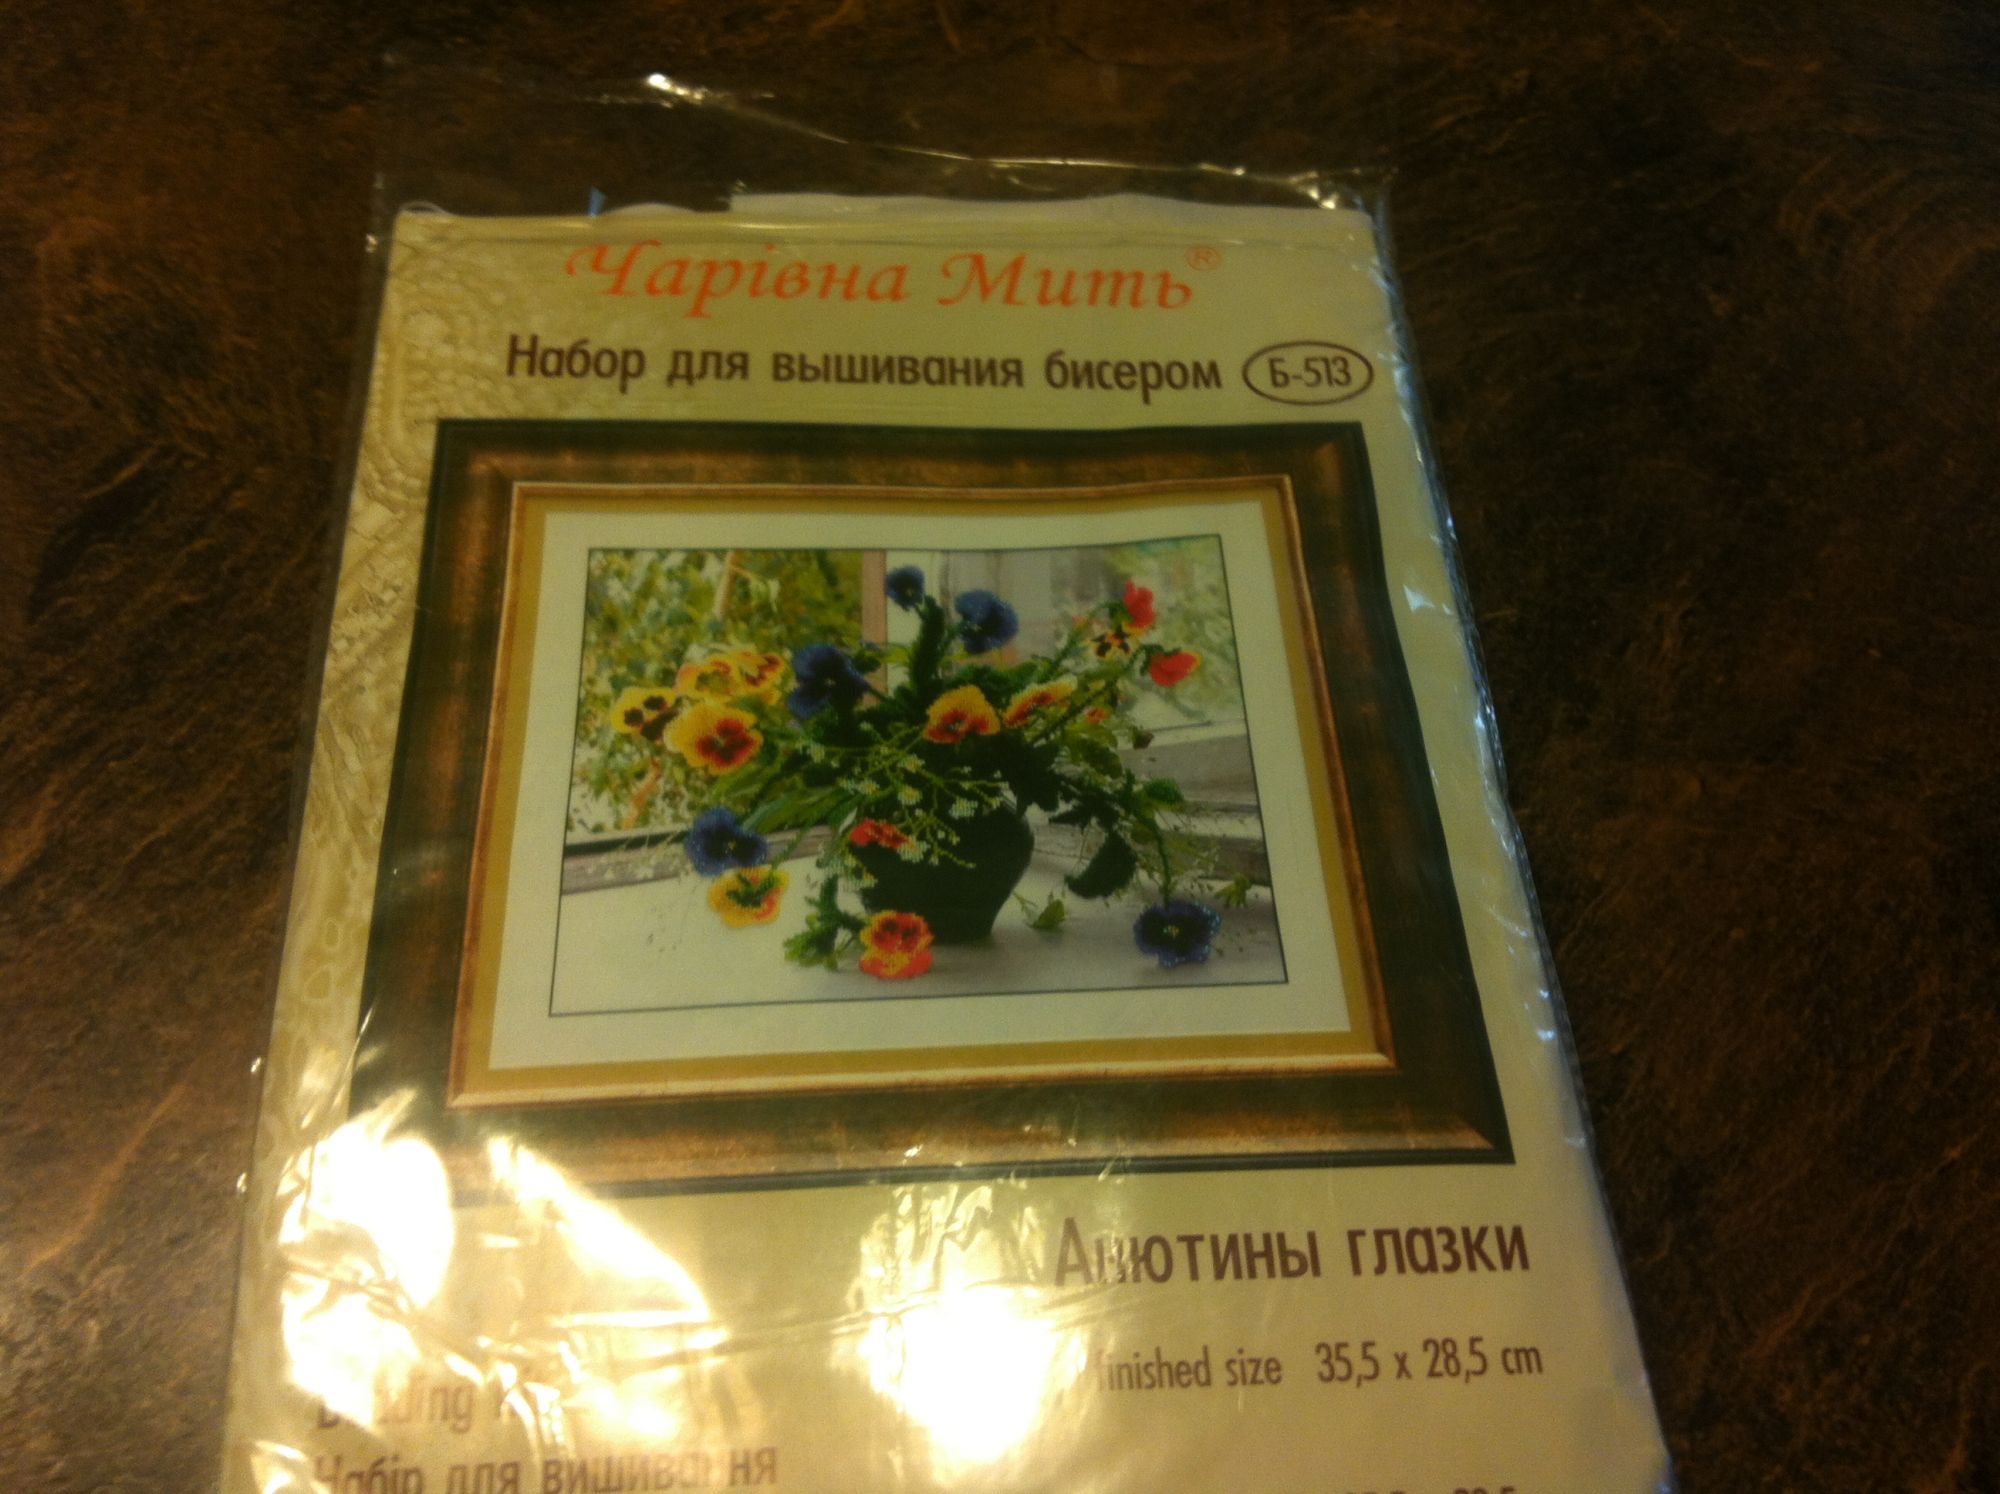 Чарівна Мить®
Набор для вышивания бисером Б-513
Анютины глазки
finished size 35,5 x 28,5 cm
Beading
Набір для вишивання